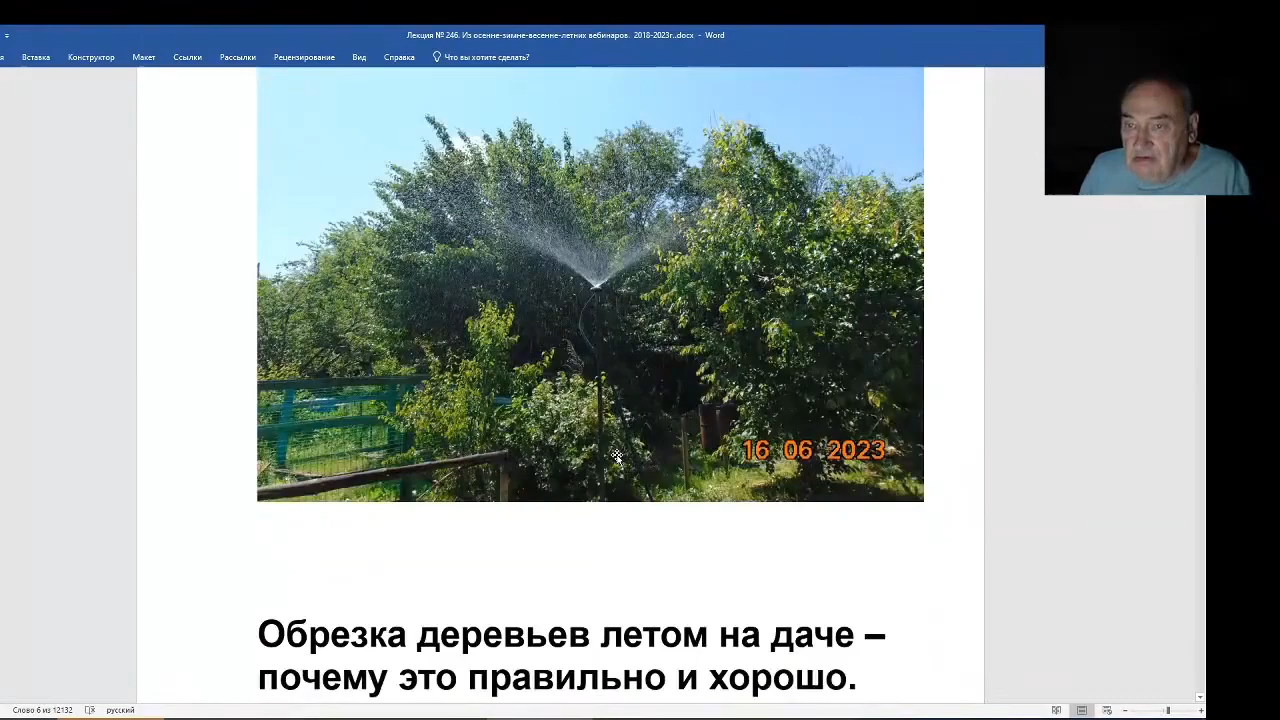 Лекция № 246. Из осенне-зимне-весенне-летних вебинаров. 2018-2023г..docx - Word
Вставка Конструктор Макет Ссылки Рассылки Рецензирование Вид Справка Что вы хотите сделать?
16 06 2023
Обрезка деревьев летом на даче –
почему это правильно и хорошо.
Слово 6 из 12132 русский